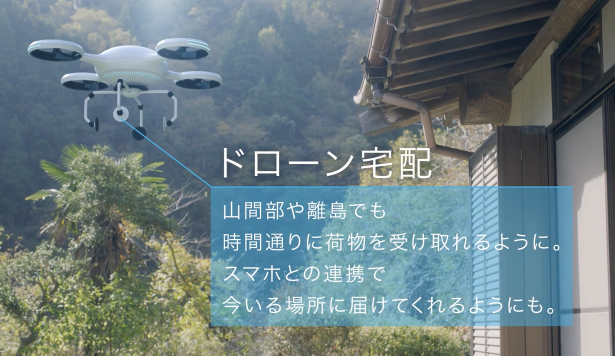 ドローン宅配
山間部や離島でも
時間通りに荷物を受け取れるように。
スマホとの連携で
今いる場所に届けてくれるようにも。